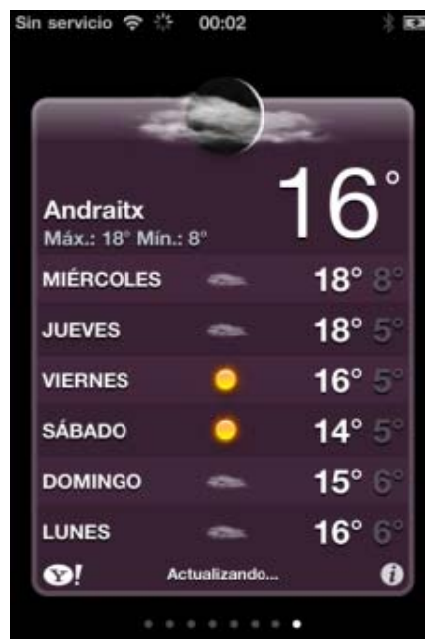 Sin servicio 00:02
16°
Andraitx
Máx.: 18° Mín.: 8°
MIÉRCOLES 18° 8°
JUEVES 18° 5°
VIERNES 16° 5°
SÁBADO 14° 5°
DOMINGO 15° 6°
LUNES 16° 6°
Y! Actualizando... i